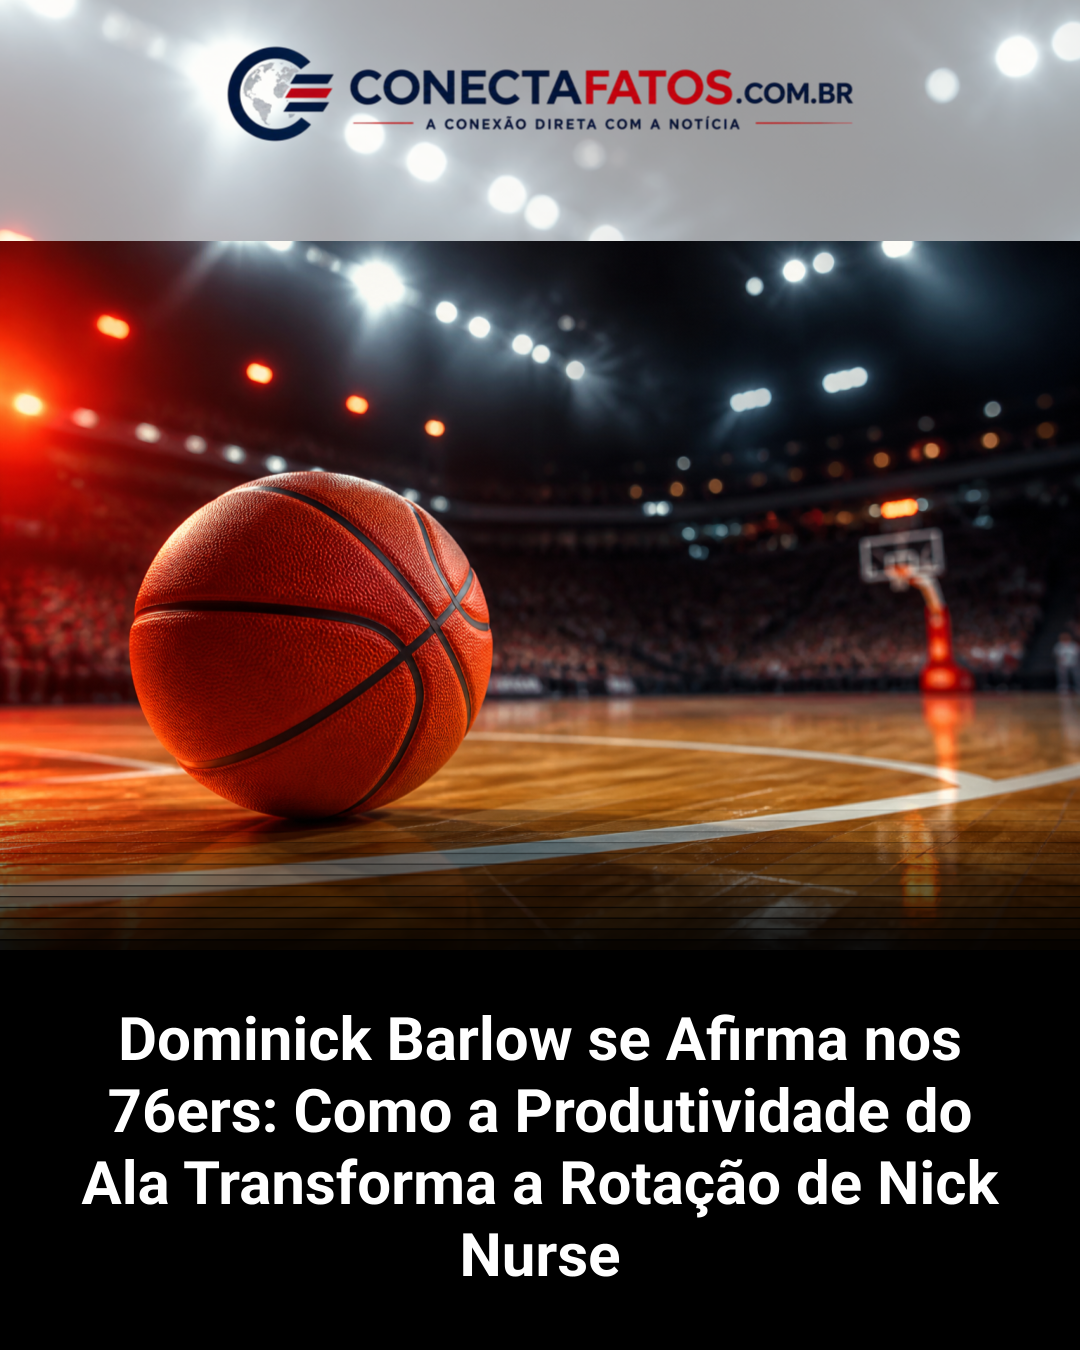 CONECTAFATOS.COM.BR
A CONEXÃO DIRETA COM A NOTÍCIA
Dominick Barlow se Afirma nos
76ers: Como a Produtividade do
Ala Transforma a Rotação de Nick
Nurse